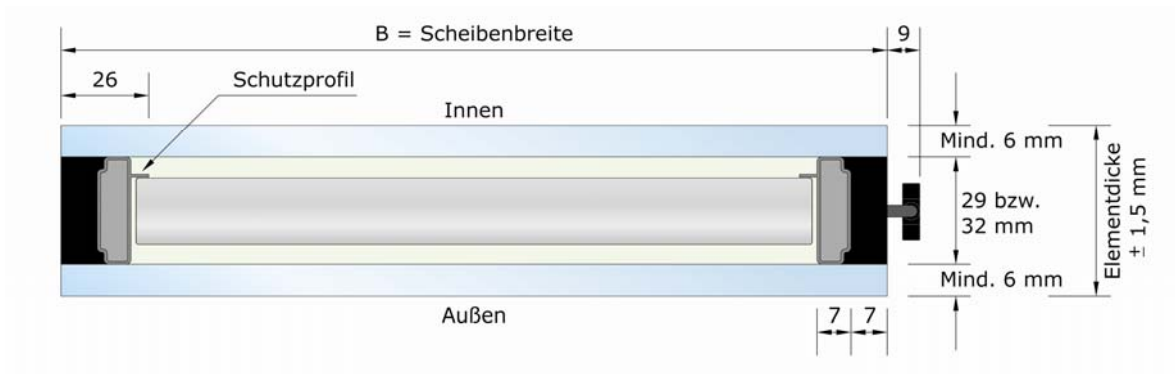 B = Scheibenbreite
9
26
Schutzprofil
Innen
Mind. 6 mm
29 bzw.
32 mm
Elementdicke
± 1,5 mm
Mind. 6 mm
Außen
7
7